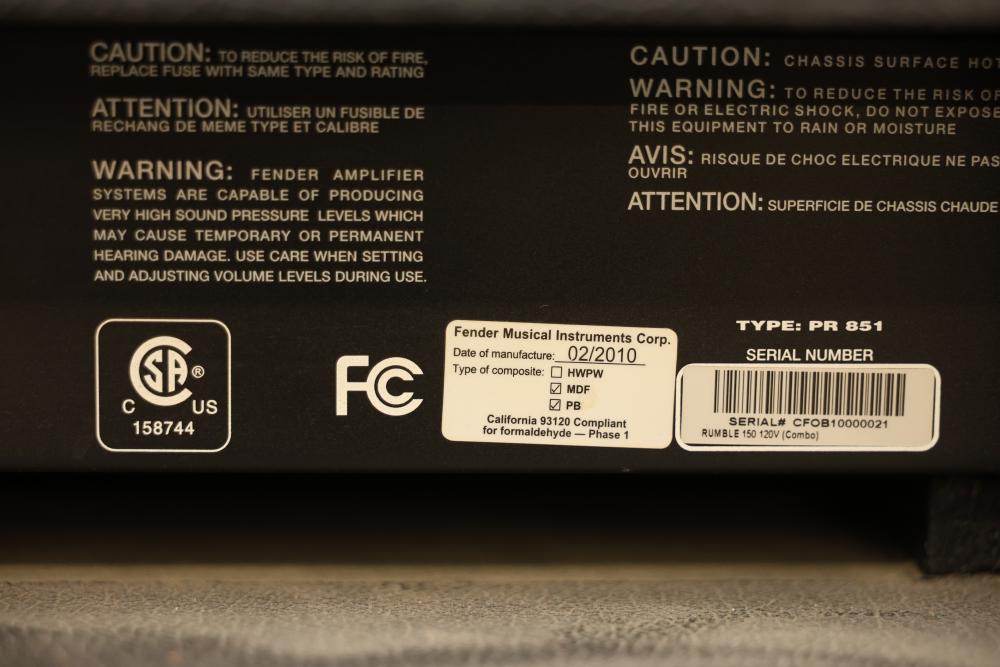 CAUTION: TO REDUCE THE RISK OF FIRE,
REPLACE FUSE WITH SAME TYPE AND RATING
ATTENTION: UTILISER UN FUSIBLE DE
RECHANG DE MEME TYPE ET CALIBRE
WARNING: FENDER AMPLIFIER
SYSTEMS ARE CAPABLE OF PRODUCING
VERY HIGH SOUND PRESSURE LEVELS WHICH
MAY CAUSE TEMPORARY OR PERMANENT
HEARING DAMAGE. USE CARE WHEN SETTING
AND ADJUSTING VOLUME LEVELS DURING USE.
CAUTION: CHASSIS SURFACE HOT
WARNING: TO REDUCE THE RISK OF
FIRE OR ELECTRIC SHOCK, DO NOT EXPOSE
THIS EQUIPMENT TO RAIN OR MOISTURE
AVIS: RISQUE DE CHOC ELECTRIQUE NE PAS
OUVRIR
ATTENTION: SUPERFICIE DE CHASSIS CHAUDE
CSA®
C US
158744
FC
Fender Musical Instruments Corp.
Date of manufacture: 02/2010
Type of composite: ☐ HWPW
☑ MDF
☑ PB
California 93120 Compliant
for formaldehyde — Phase 1
TYPE: PR 851
SERIAL NUMBER
SERIAL# CFOB10000021
RUMBLE 150 120V (Combo)